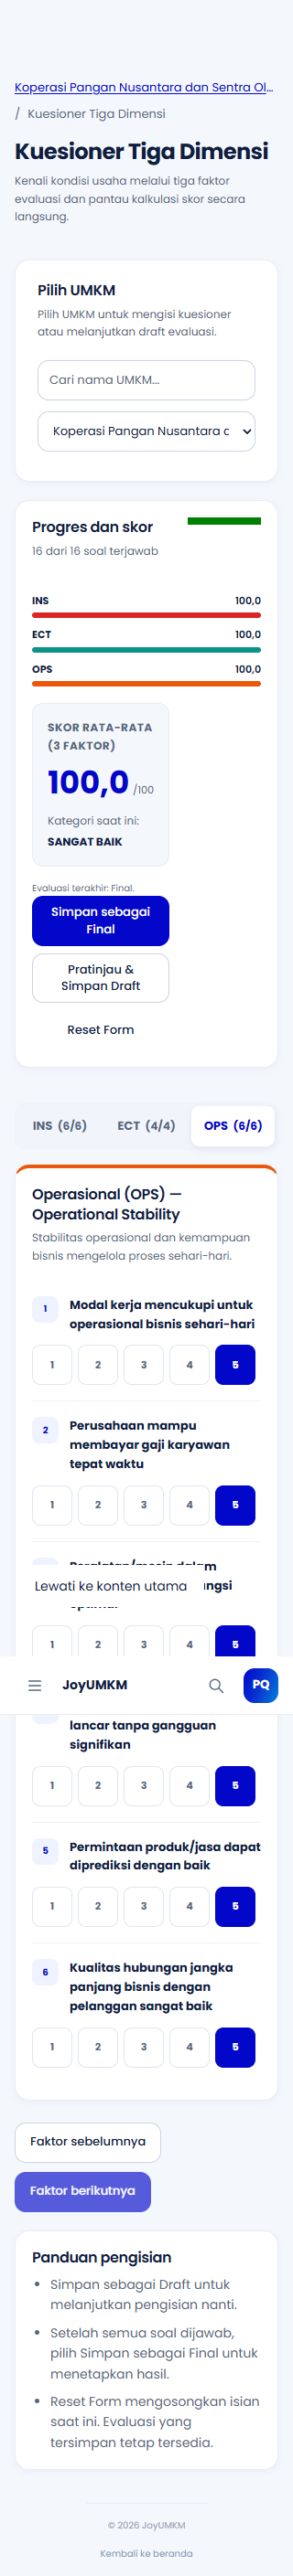 Koperasi Pangan Nusantara dan Sentra Ol...
/ Kuesioner Tiga Dimensi
Kuesioner Tiga Dimensi
Kenali kondisi usaha melalui tiga faktor
evaluasi dan pantau kalkulasi skor secara
langsung.
Pilih UMKM
Pilih UMKM untuk mengisi kuesioner
atau melanjutkan draft evaluasi.
Cari nama UMKM...
Koperasi Pangan Nusantara
Progres dan skor
16 dari 16 soal terjawab
INS 100,0
ECT 100,0
OPS 100,0
SKOR RATA-RATA
(3 FAKTOR)
100,0 /100
Kategori saat ini:
SANGAT BAIK
Evaluasi terakhir: Final.
Simpan sebagai
Final
Pratinjau &
Simpan Draft
Reset Form
INS (6/6) ECT (4/4) OPS (6/6)
Operasional (OPS) —
Operational Stability
Stabilitas operasional dan kemampuan
bisnis mengelola proses sehari-hari.
1 Modal kerja mencukupi untuk
operasional bisnis sehari-hari
1 2 3 4 5
2 Perusahaan mampu
membayar gaji karyawan
tepat waktu
1 2 3 4 5
Lewati ke konten utama
1 2 3 4 5
JoyUMKM PQ
lancar tanpa gangguan
signifikan
1 2 3 4 5
5 Permintaan produk/jasa dapat
diprediksi dengan baik
1 2 3 4 5
6 Kualitas hubungan jangka
panjang bisnis dengan
pelanggan sangat baik
1 2 3 4 5
Faktor sebelumnya
Faktor berikutnya
Panduan pengisian
• Simpan sebagai Draft untuk
melanjutkan pengisian nanti.
• Setelah semua soal dijawab,
pilih Simpan sebagai Final untuk
menetapkan hasil.
• Reset Form mengosongkan isian
saat ini. Evaluasi yang
tersimpan tetap tersedia.
© 2026 JoyUMKM
Kembali ke beranda